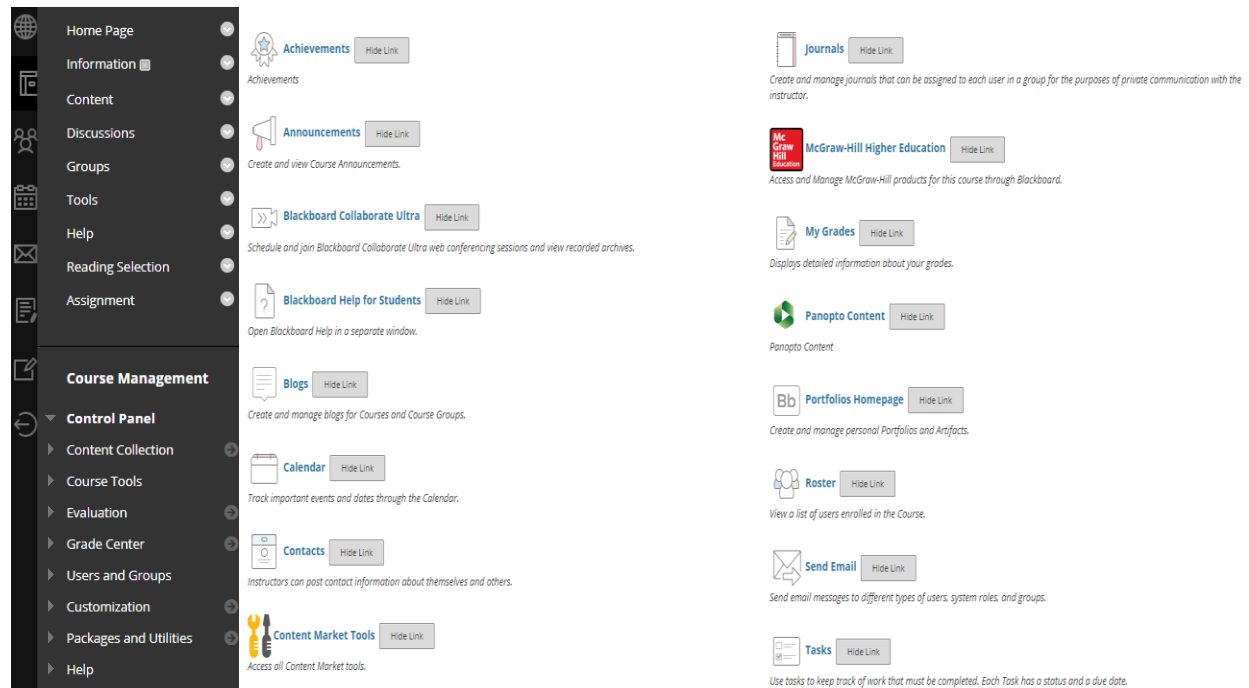 Home Page
Information
Content
Discussions
Groups
Tools
Help
Reading Selection
Assignment
Course Management
Control Panel
Content Collection
Course Tools
Evaluation
Grade Center
Users and Groups
Customization
Packages and Utilities
Help
Achievements Hide Link
Achievements
Announcements Hide Link
Create and view Course Announcements.
Blackboard Collaborate Ultra Hide Link
Schedule and join Blackboard Collaborate Ultra web conferencing sessions and view recorded archives.
? Blackboard Help for Students Hide Link
Open Blackboard Help in a separate window.
Blogs Hide Link
Create and manage blogs for Courses and Course Groups.
Calendar Hide Link
Track important events and dates through the Calendar.
Contacts Hide Link
Instructors can post contact information about themselves and others.
Content Market Tools Hide Link
Access all Content Market tools.
Journals Hide Link
Create and manage journals that can be assigned to each user in a group for the purposes of private communication with the
instructor.
Mc
Graw
Hill
Education
McGraw-Hill Higher Education Hide Link
Access and Manage McGraw-Hill products for this course through Blackboard.
My Grades Hide Link
Displays detailed information about your grades.
Panopto Content Hide Link
Panopto Content
Bb Portfolios Homepage Hide Link
Create and manage personal Portfolios and Artifacts.
Roster Hide Link
View a list of users enrolled in the Course.
Send Email Hide Link
Send email messages to different types of users, system roles, and groups.
Tasks Hide Link
Use tasks to keep track of work that must be completed. Each Task has a status and a due date.